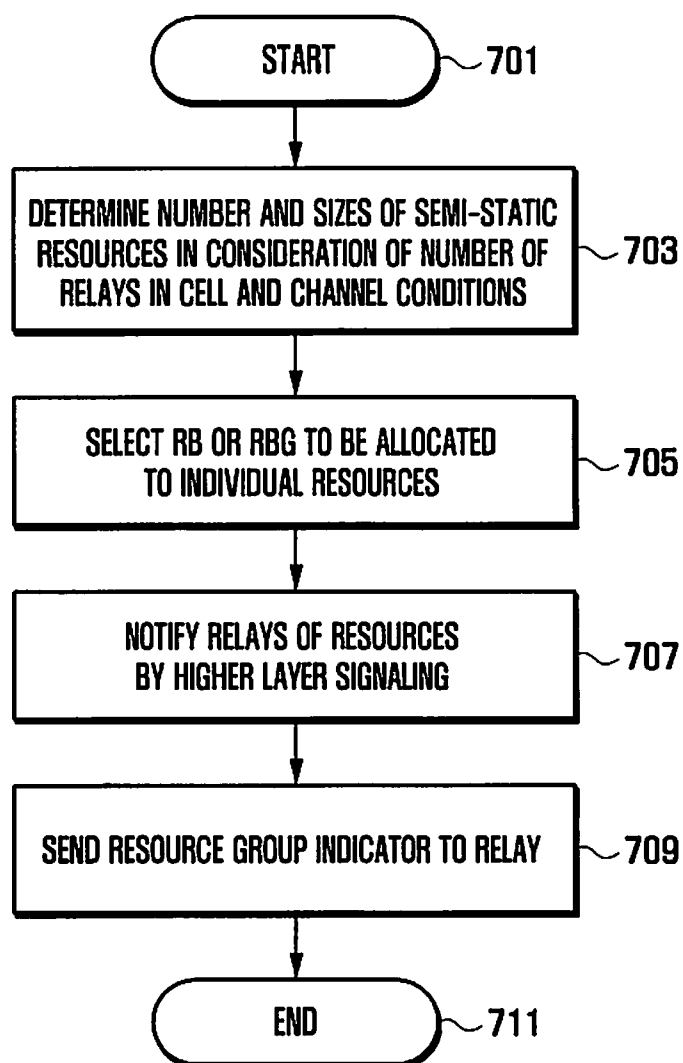 START
701
DETERMINE NUMBER AND SIZES OF SEMI-STATIC
RESOURCES IN CONSIDERATION OF NUMBER OF
RELAYS IN CELL AND CHANNEL CONDITIONS
703
SELECT RB OR RBG TO BE ALLOCATED
TO INDIVIDUAL RESOURCES
705
NOTIFY RELAYS OF RESOURCES
BY HIGHER LAYER SIGNALING
707
SEND RESOURCE GROUP INDICATOR TO RELAY
709
END
711